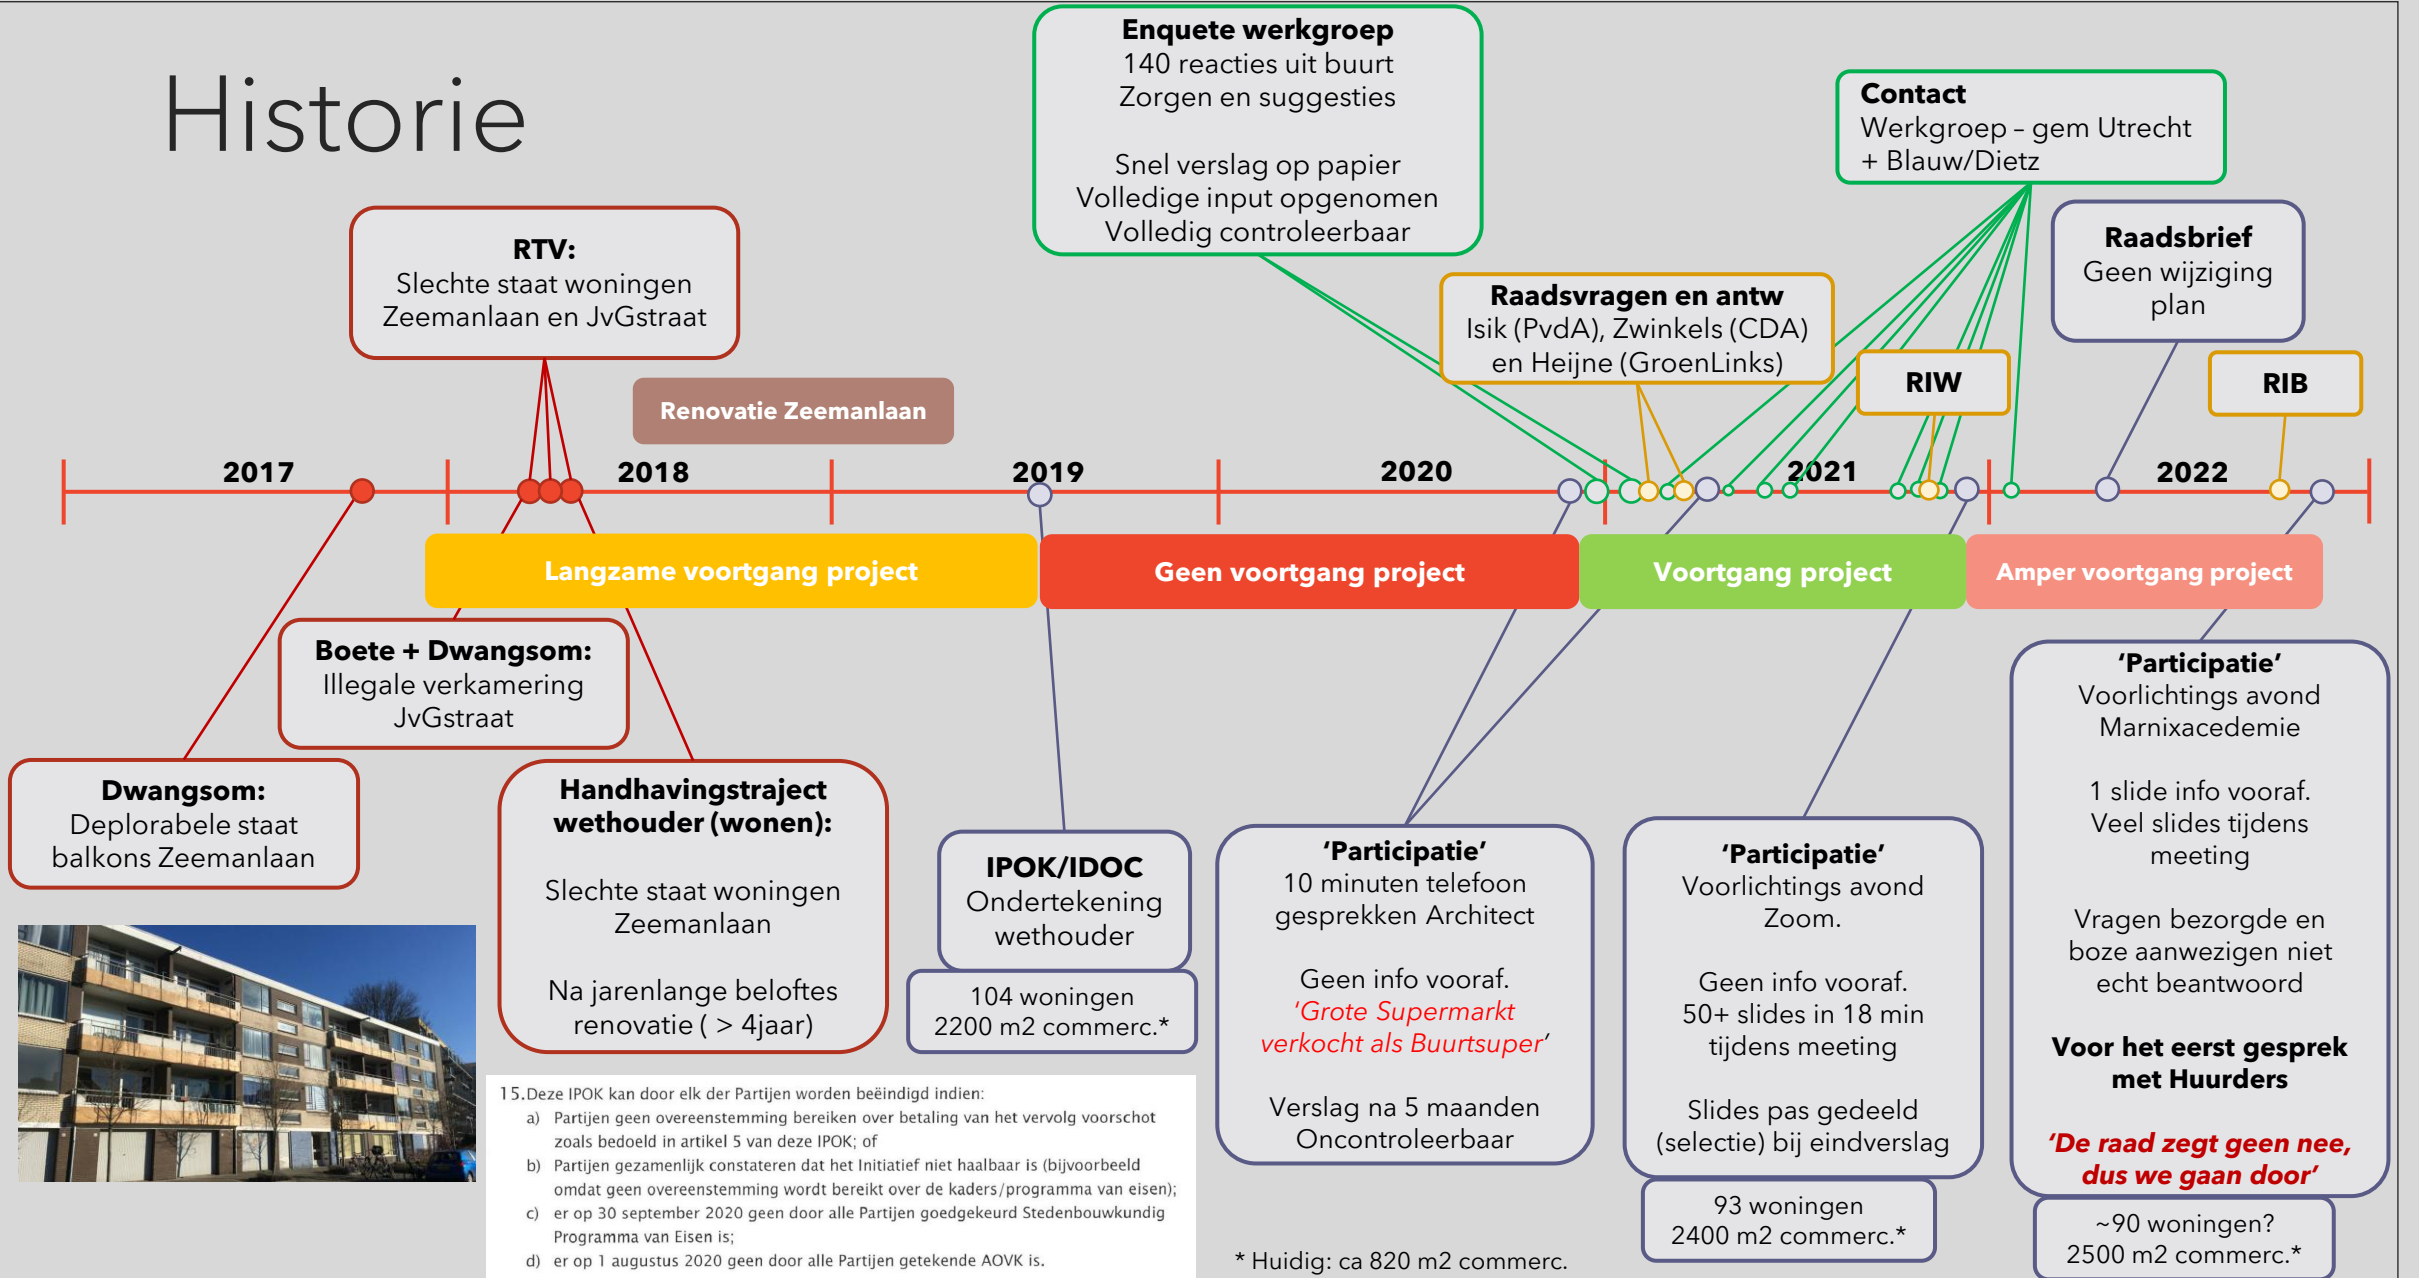 Historie
Enquete werkgroep
140 reacties uit buurt
Zorgen en suggesties
Snel verslag op papier
Volledige input opgenomen
Volledig controleerbaar
Contact
Werkgroep – gem Utrecht
+ Blauw/Dietz
RTV:
Slechte staat woningen
Zeemanlaan en JvGstraat
Raadsvragen en antw
Isik (PvdA), Zwinkels (CDA)
en Heijne (GroenLinks)
Raadsbrief
Geen wijziging
plan
RIW
RIB
Renovatie Zeemanlaan
2017
2018
2019
2020
2021
2022
Langzame voortgang project
Geen voortgang project
Voortgang project
Amper voortgang project
Boete + Dwangsom:
Illegale verkamering
JvGstraat
Dwangsom:
Deplorabele staat
balkons Zeemanlaan
Handhavingstraject
wethouder (wonen):
Slechte staat woningen
Zeemanlaan
Na jarenlange beloftes
renovatie ( > 4jaar)
IPOK/IDOC
Ondertekening
wethouder
104 woningen
2200 m2 commerc.*
‘Participatie’
10 minuten telefoon
gesprekken Architect
Geen info vooraf.
‘Grote Supermarkt
verkocht als Buurtsuper’
Verslag na 5 maanden
Oncontroleerbaar
‘Participatie’
Voorlichtings avond
Zoom.
Geen info vooraf.
50+ slides in 18 min
tijdens meeting
Slides pas gedeeld
(selectie) bij eindverslag
93 woningen
2400 m2 commerc.*
‘Participatie’
Voorlichtings avond
Marnixacedemie
1 slide info vooraf.
Veel slides tijdens
meeting
Vragen bezorgde en
boze aanwezigen niet
echt beantwoord
Voor het eerst gesprek
met Huurders
‘De raad zegt geen nee,
dus we gaan door’
~90 woningen?
2500 m2 commerc.*
15.Deze IPOK kan door elk der Partijen worden beëindigd indien:
a) Partijen geen overeenstemming bereiken over betaling van het vervolg voorschot
zoals bedoeld in artikel 5 van deze IPOK; of
b) Partijen gezamenlijk constateren dat het Initiatief niet haalbaar is (bijvoorbeeld
omdat geen overeenstemming wordt bereikt over de kaders/programma van eisen);
c) er op 30 september 2020 geen door alle Partijen goedgekeurd Stedenbouwkundig
Programma van Eisen is;
d) er op 1 augustus 2020 geen door alle Partijen getekende AOVK is.
* Huidig: ca 820 m2 commerc.